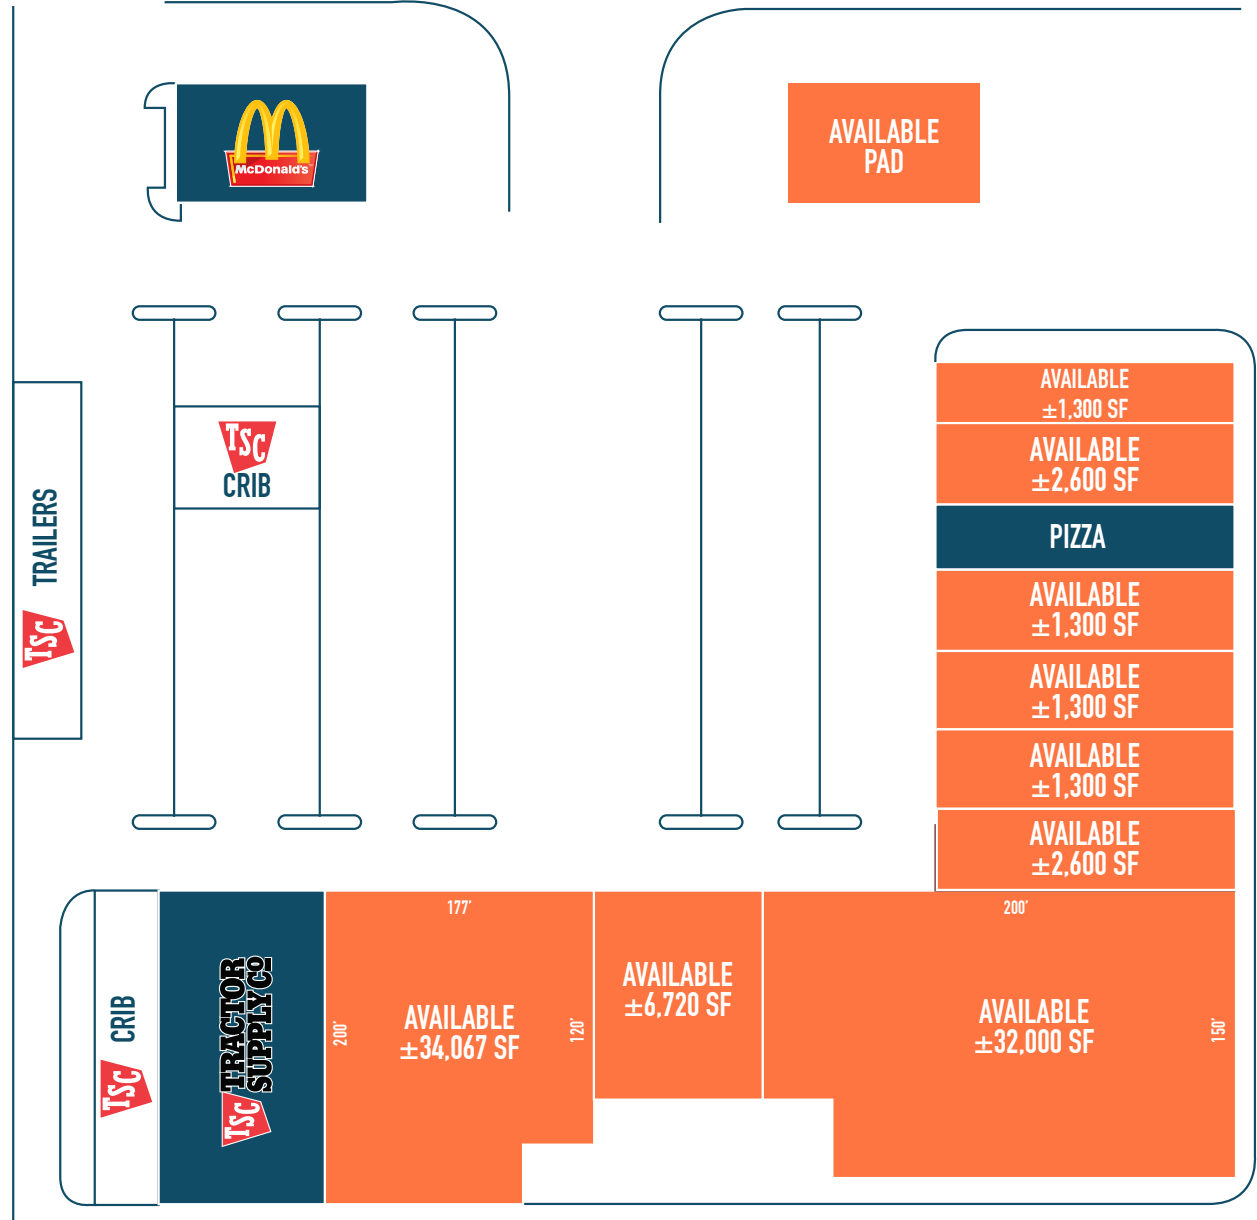 McDonald's
AVAILABLE
PAD
AVAILABLE
±1,300 SF
AVAILABLE
±2,600 SF
PIZZA
AVAILABLE
±1,300 SF
AVAILABLE
±1,300 SF
AVAILABLE
±1,300 SF
AVAILABLE
±2,600 SF
TSC
CRIB
TSC TRAILERS
TSC CRIB
TSC TRACTOR
SUPPLY CO
177'
200'
120'
AVAILABLE
±34,067 SF
AVAILABLE
±6,720 SF
200'
AVAILABLE
±32,000 SF
150'